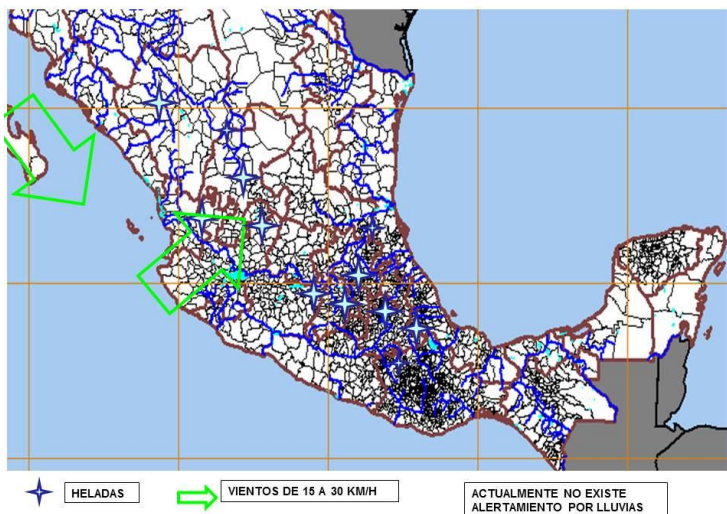 HELADAS
VIENTOS DE 15 A 30 KM/H
ACTUALMENTE NO EXISTE
ALERTAMIENTO POR LLUVIAS